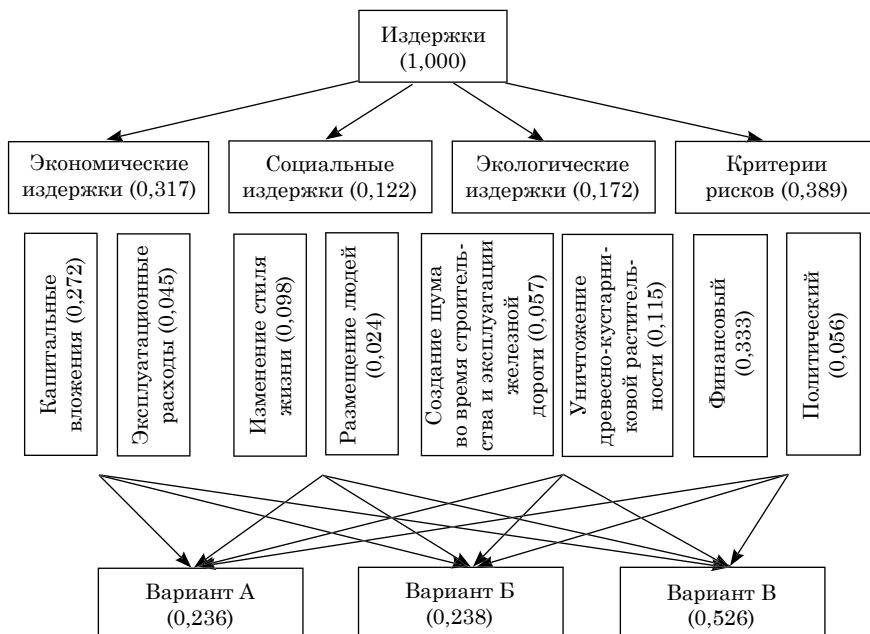 Издержки
(1,000)
Экономические
издержки (0,317)
Социальные
издержки (0,122)
Экологические
издержки (0,172)
Критерии
рисков (0,389)
Капитальные
вложения (0,272)
Эксплуатационные
расходы (0,045)
Изменение стиля
жизни (0,098)
Размещение людей
(0,024)
Создание шума
во время строитель-
ства и эксплуатации
железной
дороги (0,057)
Уничтожение
древесно-кустарни-
ковой раститель-
ности (0,115)
Финансовый
(0,333)
Политический
(0,056)
Вариант А
(0,236)
Вариант Б
(0,238)
Вариант В
(0,526)